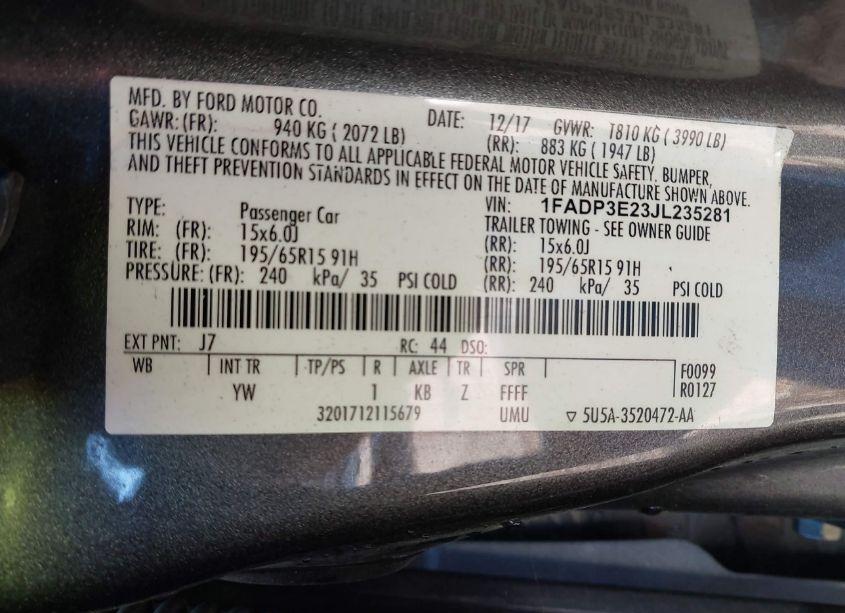 MFD. BY FORD MOTOR CO.
DATE: 12/17 GVWR: 1810 KG ( 3990 LB)
GAWR: (FR) 940 KG ( 2072 LB) (RR): 883 KG ( 1947 LB)
THIS VEHICLE CONFORMS TO ALL APPLICABLE FEDERAL MOTOR VEHICLE SAFETY, BUMPER,
AND THEFT PREVENTION STANDARDS IN EFFECT ON THE DATE OF MANUFACTURE SHOWN ABOVE.
VIN: 1FADP3E23JL235281
TYPE: Passenger Car TRAILER TOWING - SEE OWNER GUIDE
RIM: (FR): 15x6.0J (RR): 15x6.0J
TIRE: (FR): 195/65R15 91H (RR): 195/65R15 91H
PRESSURE: (FR): 240 kPa/ 35 PSI COLD (RR): 240 kPa/ 35 PSI COLD
EXT PNT: J7 RC: 44 DSO:
WB INT TR TP/PS R AXLE TR SPR F0099
YW 1 KB Z FFFF R0127
3201712115679 UMU ▽ 5U5A-3520472-AA